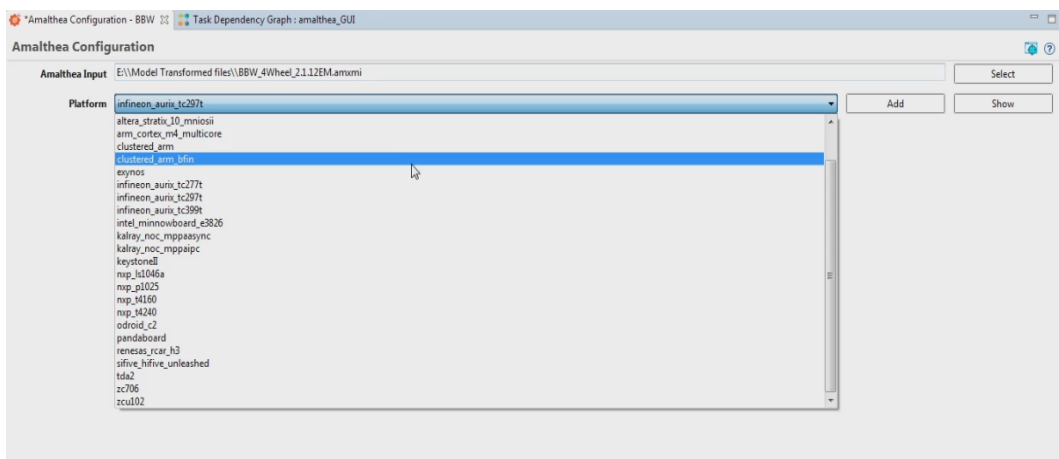 *Amalthea Configuration - BBW Task Dependency Graph : amalthea_GUI
Amalthea Configuration
Amalthea Input E:\\Model Transformed files\\BBW_4Wheel_2.1.12EM.amxmi Select
Platform infineon_aurix_tc297t Add Show
altera_stratix_10_mniosii
arm_cortex_m4_multicore
clustered_arm
clustered_arm_bfin
exynos
infineon_aurix_tc277t
infineon_aurix_tc297t
infineon_aurix_tc399t
intel_minnowboard_e3826
kalray_noc_mppaasync
kalray_noc_mppaipc
keystoneII
nxp_ls1046a
nxp_p1025
nxp_t4160
nxp_t4240
odroid_c2
pandaboard
renesas_rcar_h3
sifive_hifive_unleashed
tda2
zc706
zcu102